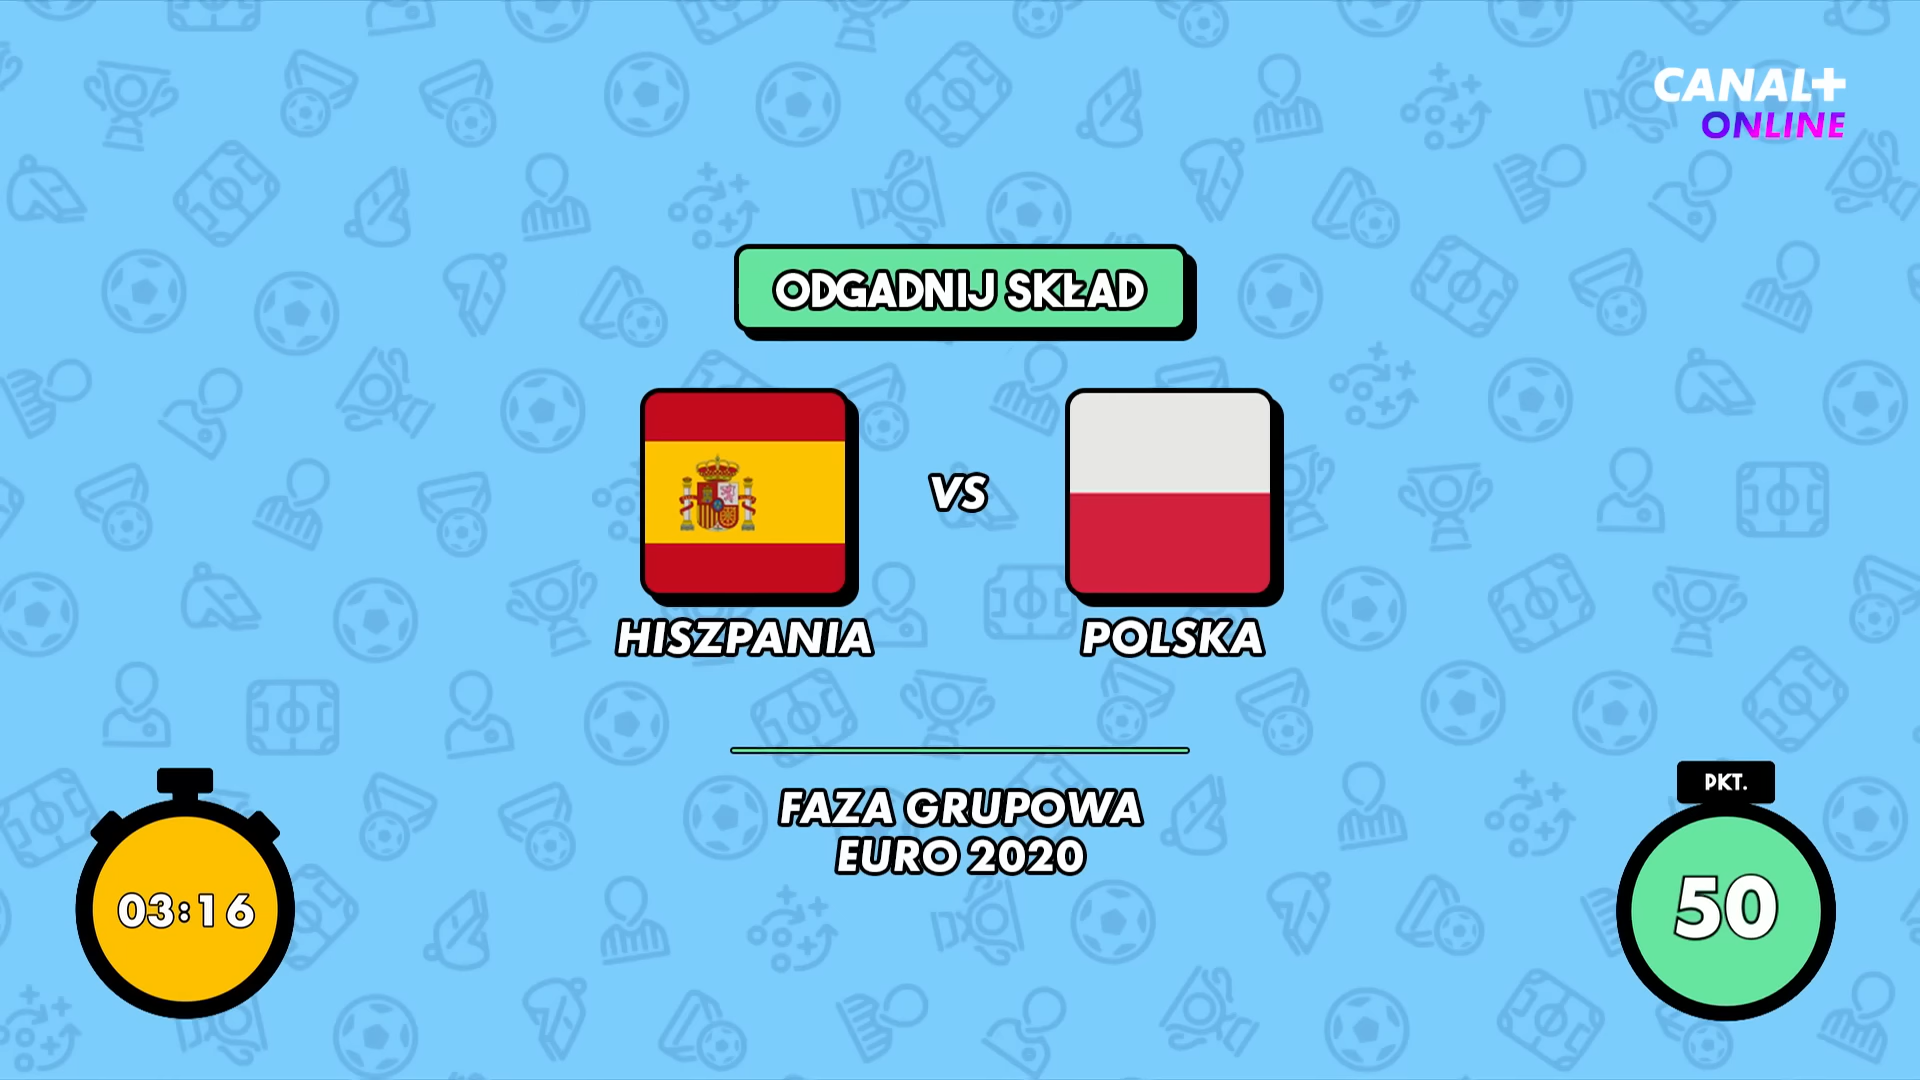 CANAL+
ONLINE
ODGADNIJ SKŁAD
VS
HISZPANIA
POLSKA
FAZA GRUPOWA
EURO 2020
03:16
PKT.
50